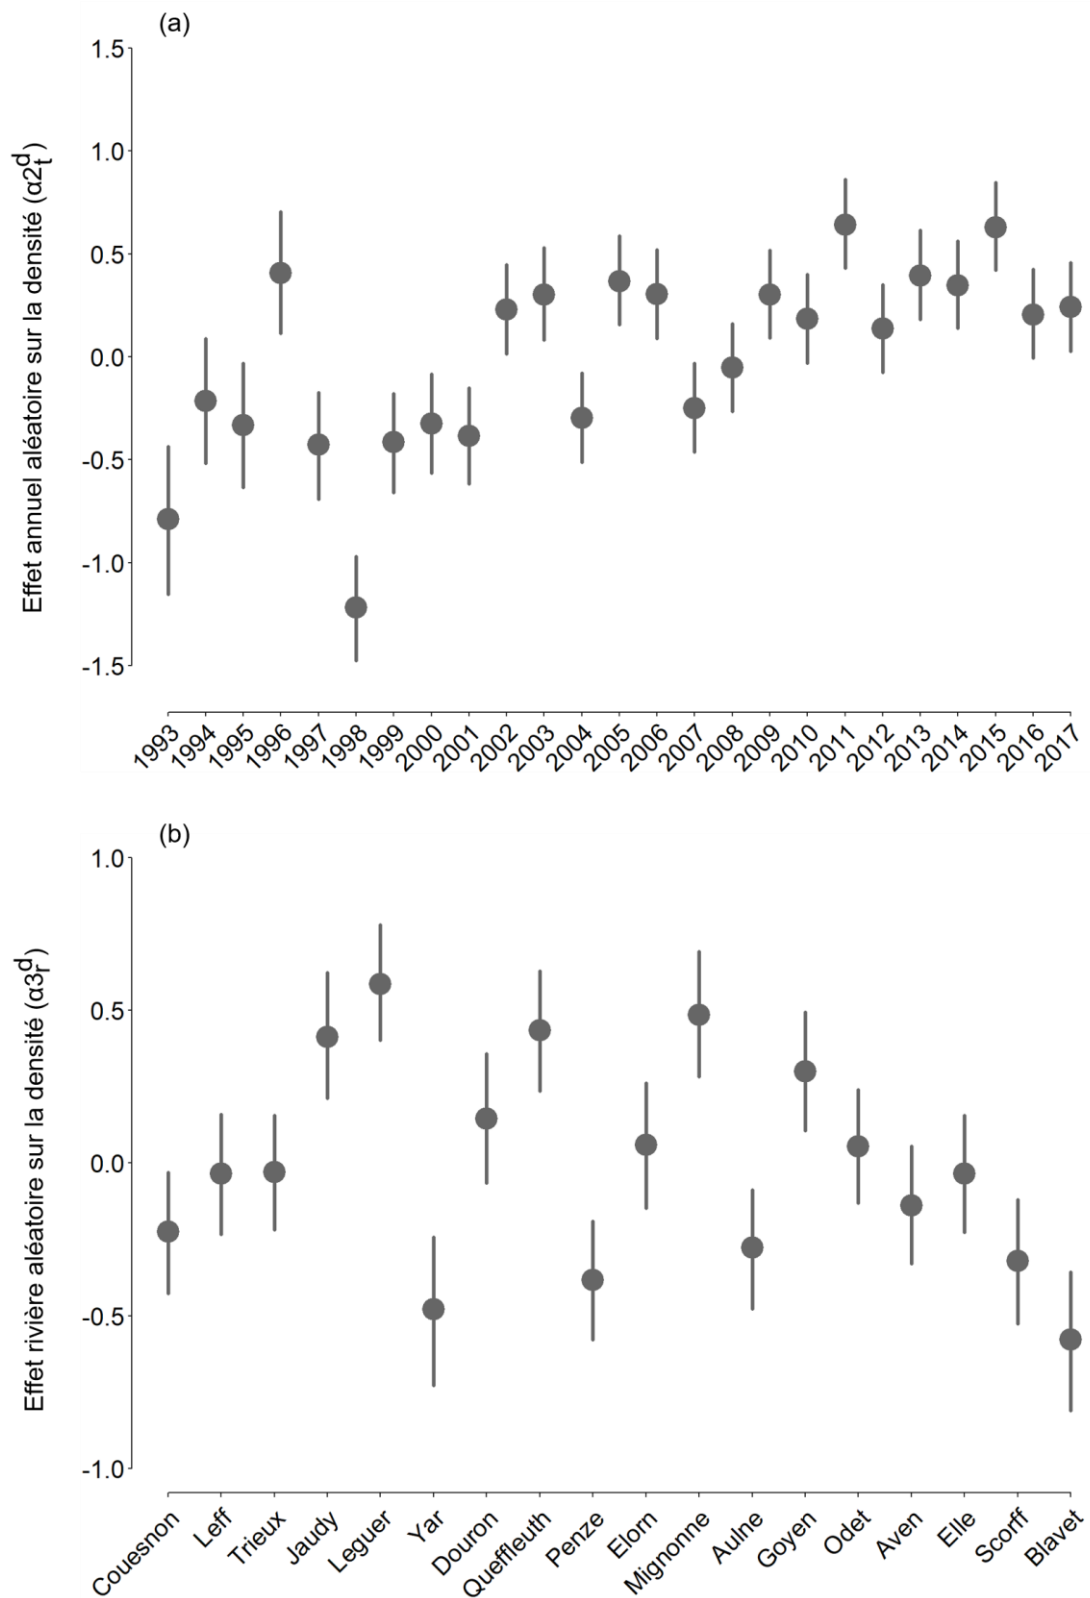 (a)
Effet annuel aléatoire sur la densité (α2dt)
1.5
1.0
0.5
0.0
-0.5
-1.0
-1.5
1993 1994 1995 1996 1997 1998 1999 2000 2001 2002 2003 2004 2005 2006 2007 2008 2009 2010 2011 2012 2013 2014 2015 2016 2017
(b)
Effet rivière aléatoire sur la densité (α3dr)
1.0
0.5
0.0
-0.5
-1.0
Couesnon Leff Trieux Jaudy Leguer Yar Douron Queffleuth Penze Elorn Mignonne Aulne Goyen Odet Aven Elle Scorff Blavet